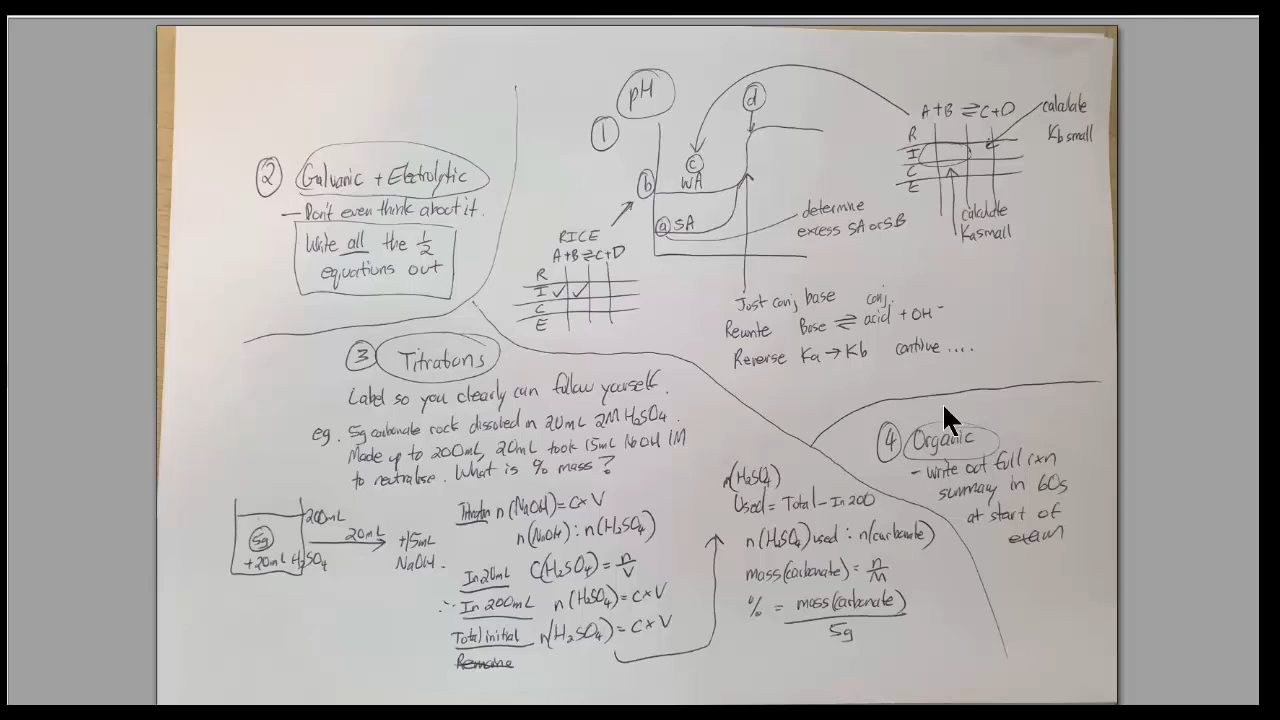 1
pH
a SA
b
c
WA
d
RICE
A+B ⇌ C+D
R
I ✓ ✓
C
E
A+B ⇌ C+D
R
I
C
E
calculate
Kb small
calculate
Ka small
determine
excess SA or SB
Just conj base
Rewrite Base ⇌ conj. acid + OH⁻
Reverse Ka → Kb continue ....
2 Galvanic + Electrolytic
– Don't even think about it.
Write all the ½
equations out
3 Titrations
Label so you clearly can follow yourself.
eg. 5g carbonate rock dissolved in 20mL 2M H₂SO₄.
Made up to 200mL, 20mL took 15mL NaOH 1M
to neutralise. What is % mass?
200mL
5g
+20mL H₂SO₄
20mL
+15mL
NaOH.
Titration n(NaOH) = C×V
n(NaOH) : n(H₂SO₄)
In 20mL C(H₂SO₄) = n/V
∴ In 200mL n(H₂SO₄) = C×V
Total initial n(H₂SO₄) = C×V
n(H₂SO₄)
Used = Total – In 200
n(H₂SO₄) used : n(carbonate)
mass(carbonate) = n/M
% = mass(carbonate)
5g
4 Organic
- write out full rxn
summary in 60s
at start of
exam